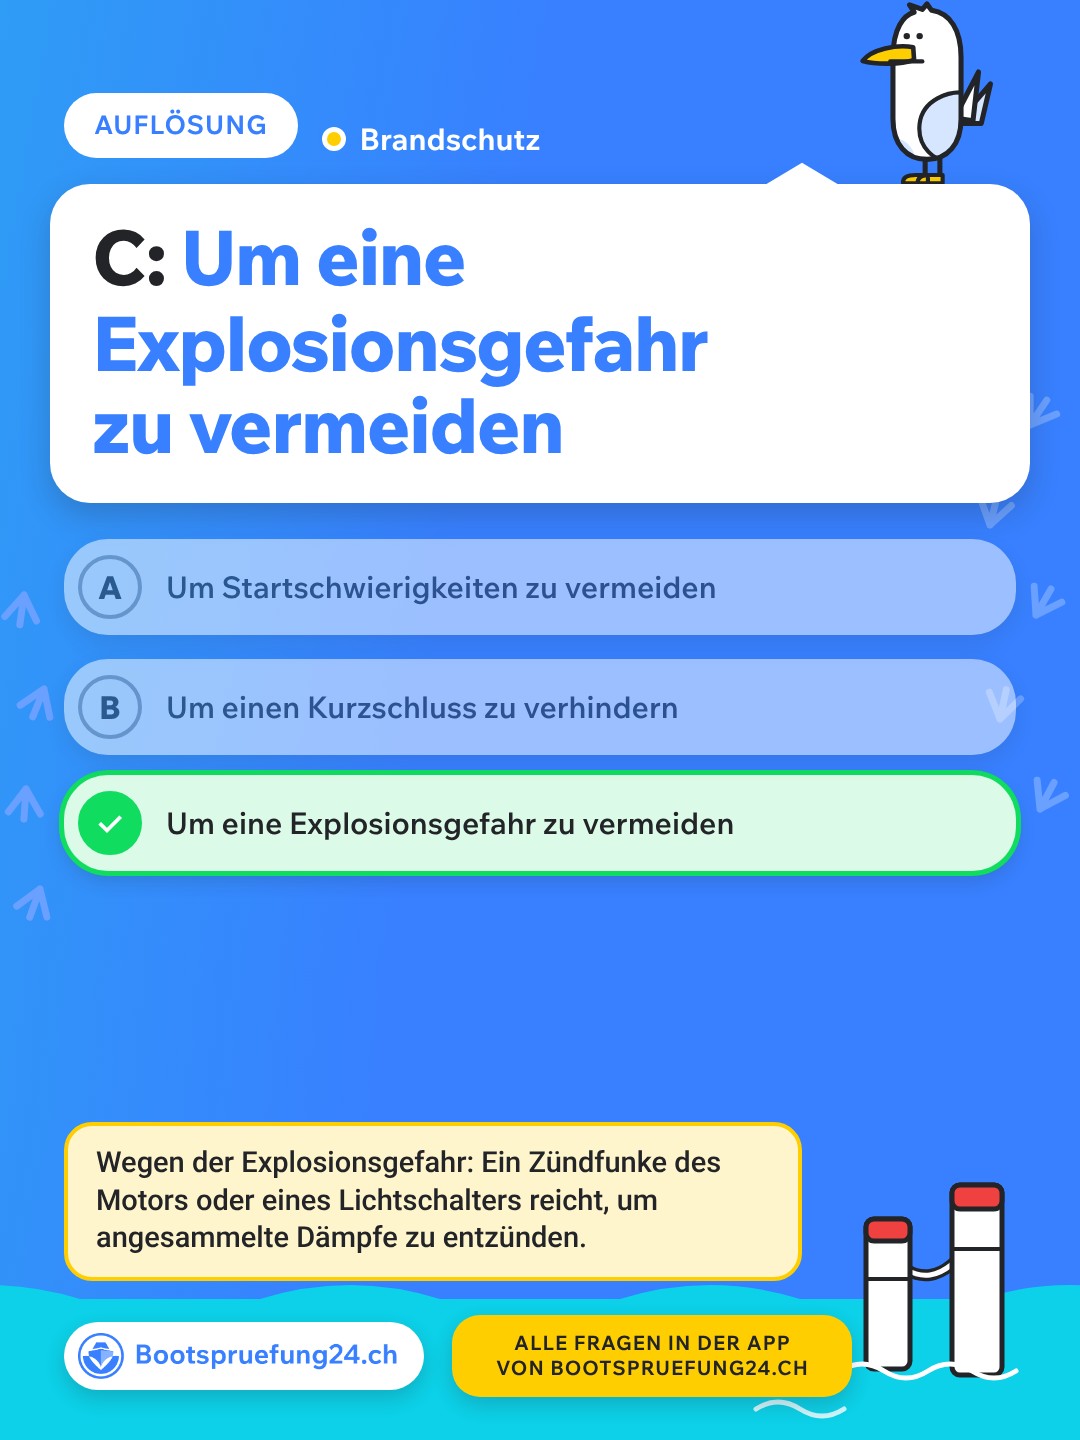 AUFLÖSUNG
Brandschutz
C: Um eine
Explosionsgefahr
zu vermeiden
A Um Startschwierigkeiten zu vermeiden
B Um einen Kurzschluss zu verhindern
Um eine Explosionsgefahr zu vermeiden
Wegen der Explosionsgefahr: Ein Zündfunke des
Motors oder eines Lichtschalters reicht, um
angesammelte Dämpfe zu entzünden.
Bootspruefung24.ch
ALLE FRAGEN IN DER APP
VON BOOTSPRUEFUNG24.CH